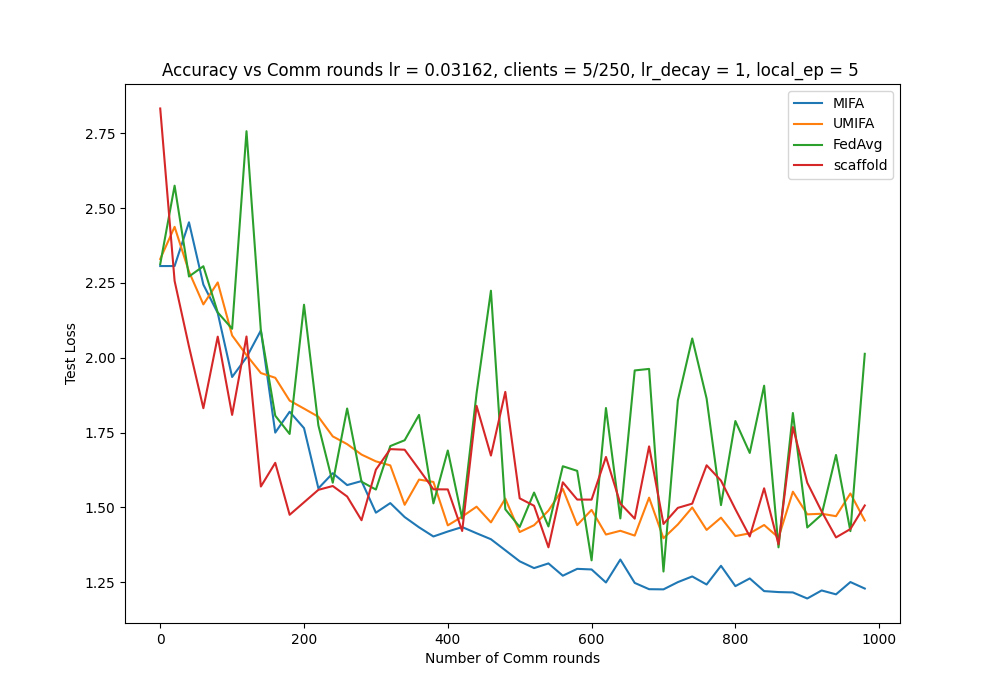 Accuracy vs Comm rounds lr = 0.03162, clients = 5/250, lr_decay = 1, local_ep = 5
MIFA
UMIFA
FedAvg
scaffold
2.75
2.50
2.25
2.00
1.75
1.50
1.25
Test Loss
0 200 400 600 800 1000
Number of Comm rounds